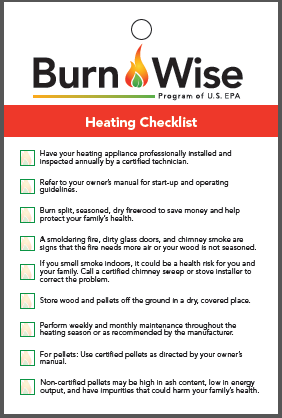 Burn Wise
Program of U.S. EPA
Heating Checklist
Have your heating appliance professionally installed and
inspected annually by a certified technician.
Refer to your owner's manual for start-up and operating
guidelines.
Burn split, seasoned, dry firewood to save money and help
protect your family's health.
A smoldering fire, dirty glass doors, and chimney smoke are
signs that the fire needs more air or your wood is not seasoned.
If you smell smoke indoors, it could be a health risk for you and
your family. Call a certified chimney sweep or stove installer to
correct the problem.
Store wood and pellets off the ground in a dry, covered place.
Perform weekly and monthly maintenance throughout the
heating season or as recommended by the manufacturer.
For pellets: Use certified pellets as directed by your owner's
manual.
Non-certified pellets may be high in ash content, low in energy
output, and have impurities that could harm your family's health.